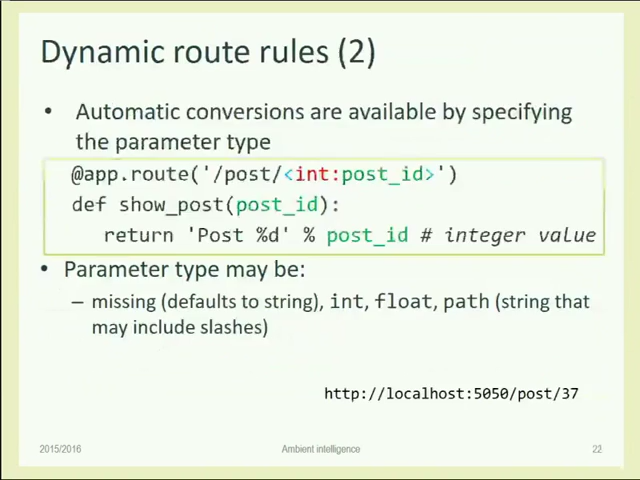 Dynamic route rules (2)
• Automatic conversions are available by specifying
the parameter type
@app.route('/post/<int:post_id>')
def show_post(post_id):
return 'Post %d' % post_id # integer value
• Parameter type may be:
– missing (defaults to string), int, float, path (string that
may include slashes)
http://localhost:5050/post/37
2015/2016 Ambient intelligence 22